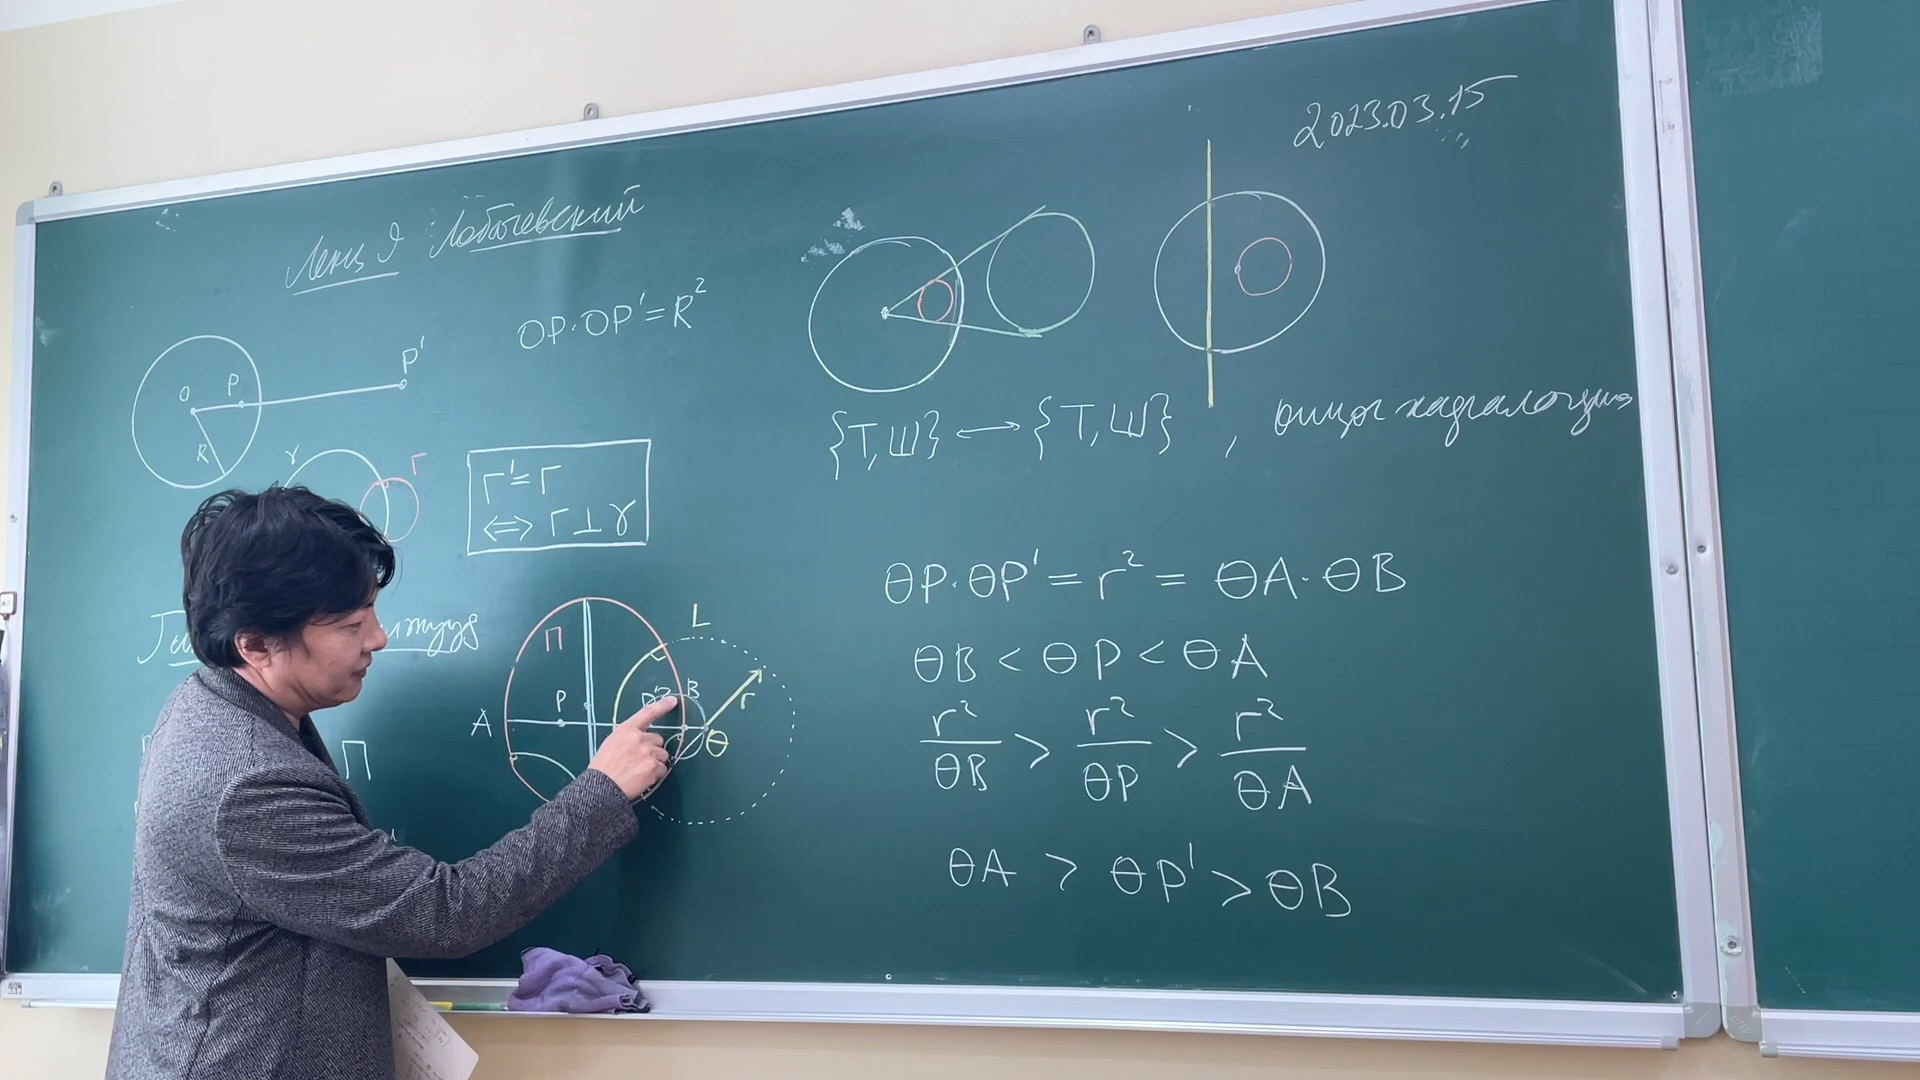 Лекц 9 Лобачевский
2023.03.15
OP·OP'=R²
O
P
P'
R
γ
Г
Г'=Г
⟺ Г⊥γ
{Т,Ш} ⟷ {Т,Ш} ,
П
L
A
P
B
r
Θ
П
ΘP·ΘP'=r²=ΘA·ΘB
ΘB<ΘP<ΘA
r²/ΘB > r²/ΘP > r²/ΘA
ΘA > ΘP' > ΘB